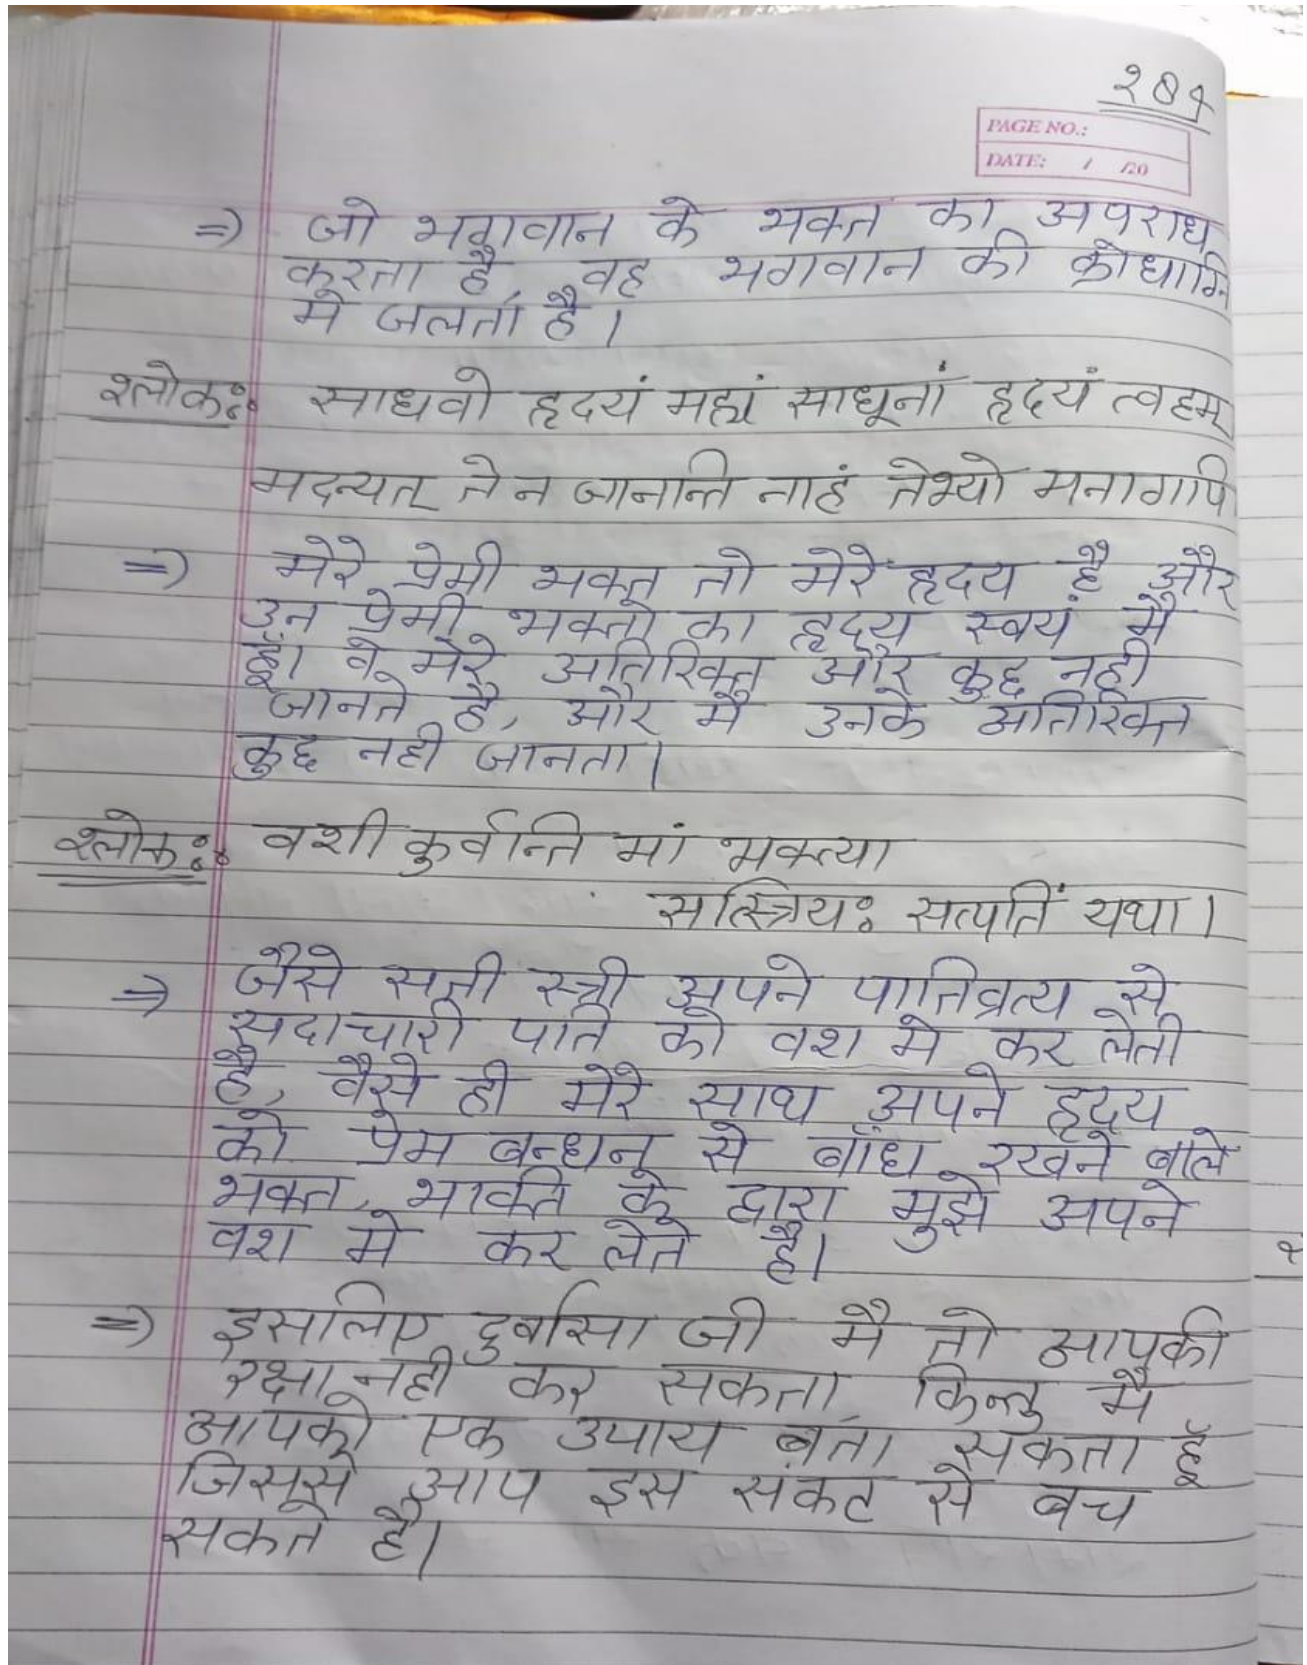 PAGE NO.:
DATE: / /20
=) जो भगवान के भक्त का अपराध
करता है, वह भगवान की क्रोधाग्नि
मे जलता है।
श्लोकः साधवो हृदयं मह्यं साधूनां हृदयं त्वहम्
मदन्यत् ते न जानन्ति नाहं तेभ्यो मनागपि
=) मेरे प्रेमी भक्त तो मेरे हृदय है और
उन प्रेमी भक्तो का हृदय स्वयं मै
हूँ। वे मेरे अतिरिक्त और कुछ नही
जानते है, और मै उनके अतिरिक्त
कुछ नही जानता।
श्लोकः वशी कुर्वन्ति मां भक्त्या
सत्स्त्रियः सत्पतिं यथा।
=) जैसे सती स्त्री अपने पातिव्रत्य से
सदाचारी पति को वश मे कर लेती
है, वैसे ही मेरे साथ अपने हृदय
को प्रेम बन्धन से बाँध रखने बाले
भक्त, भक्ति के द्वारा मुझे अपने
वश मे कर लेते है।
=) इसलिए दुर्वासा जी मै तो आपकी
रक्षा नही कर सकता, किन्तु मै
आपको एक उपाय बता सकता हूँ
जिससे आप इस संकट से बच
सकते है।